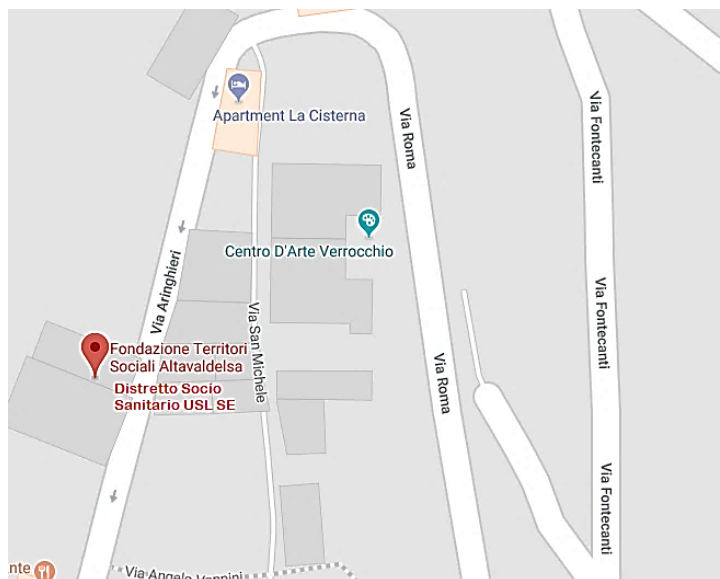 Via Fontecanti
Via Roma
Apartment La Cisterna
Centro D'Arte Verrocchio
Via Aringhieri
Via San Michele
Via Fontecanti
Fondazione Territori
Sociali Altavaldelsa
Distretto Socio
Sanitario USL SE
Via Roma
Via Fontecanti
nte
Via Angelo Vannini